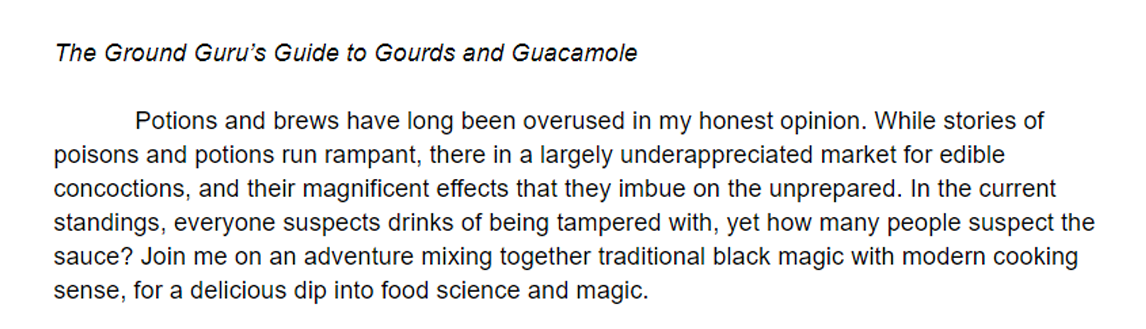 The Ground Guru’s Guide to Gourds and Guacamole
Potions and brews have long been overused in my honest opinion. While stories of
poisons and potions run rampant, there in a largely underappreciated market for edible
concoctions, and their magnificent effects that they imbue on the unprepared. In the current
standings, everyone suspects drinks of being tampered with, yet how many people suspect the
sauce? Join me on an adventure mixing together traditional black magic with modern cooking
sense, for a delicious dip into food science and magic.